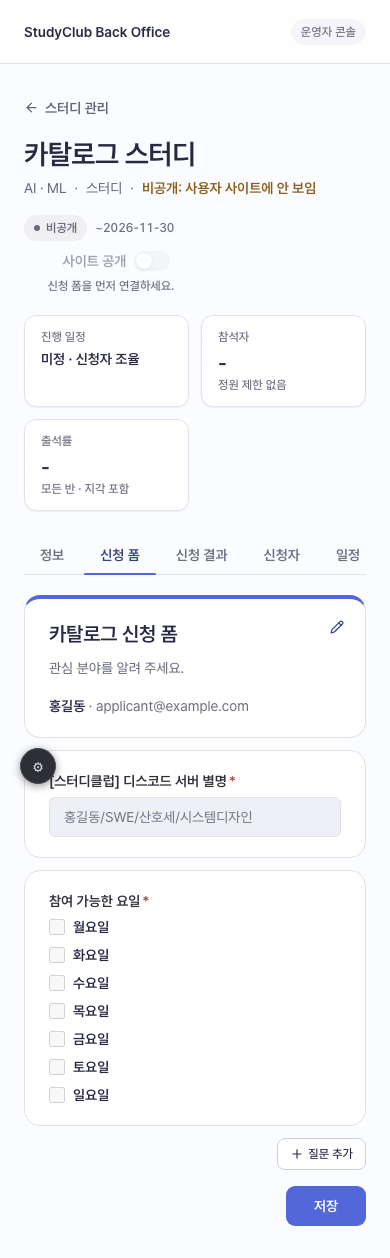 StudyClub Back Office
운영자 콘솔
← 스터디 관리
카탈로그 스터디
AI · ML · 스터디 · 비공개: 사용자 사이트에 안 보임
비공개 ~2026-11-30
사이트 공개
신청 폼을 먼저 연결하세요.
진행 일정
미정 · 신청자 조율
참석자
-
정원 제한 없음
출석률
-
모든 반 · 지각 포함
정보 신청 폼 신청 결과 신청자 일정
카탈로그 신청 폼
관심 분야를 알려 주세요.
홍길동 · applicant@example.com
[스터디클럽] 디스코드 서버 별명 *
홍길동/SWE/산호세/시스템디자인
참여 가능한 요일 *
월요일
화요일
수요일
목요일
금요일
토요일
일요일
+ 질문 추가
저장